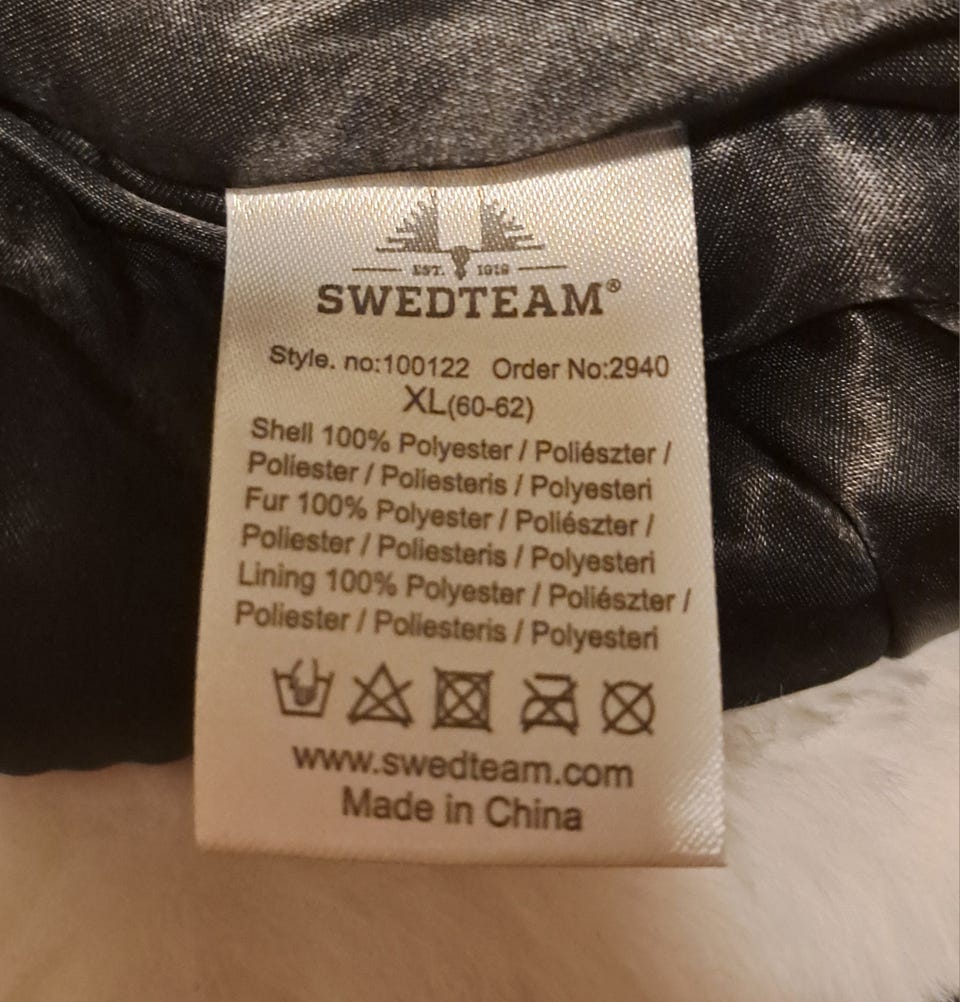 EST. 1919
SWEDTEAM®
Style. no:100122 Order No:2940
XL(60-62)
Shell 100% Polyester / Poliészter /
Poliester / Poliesteris / Polyesteri
Fur 100% Polyester / Poliészter /
Poliester / Poliesteris / Polyesteri
Lining 100% Polyester / Poliészter /
Poliester / Poliesteris / Polyesteri
www.swedteam.com
Made in China